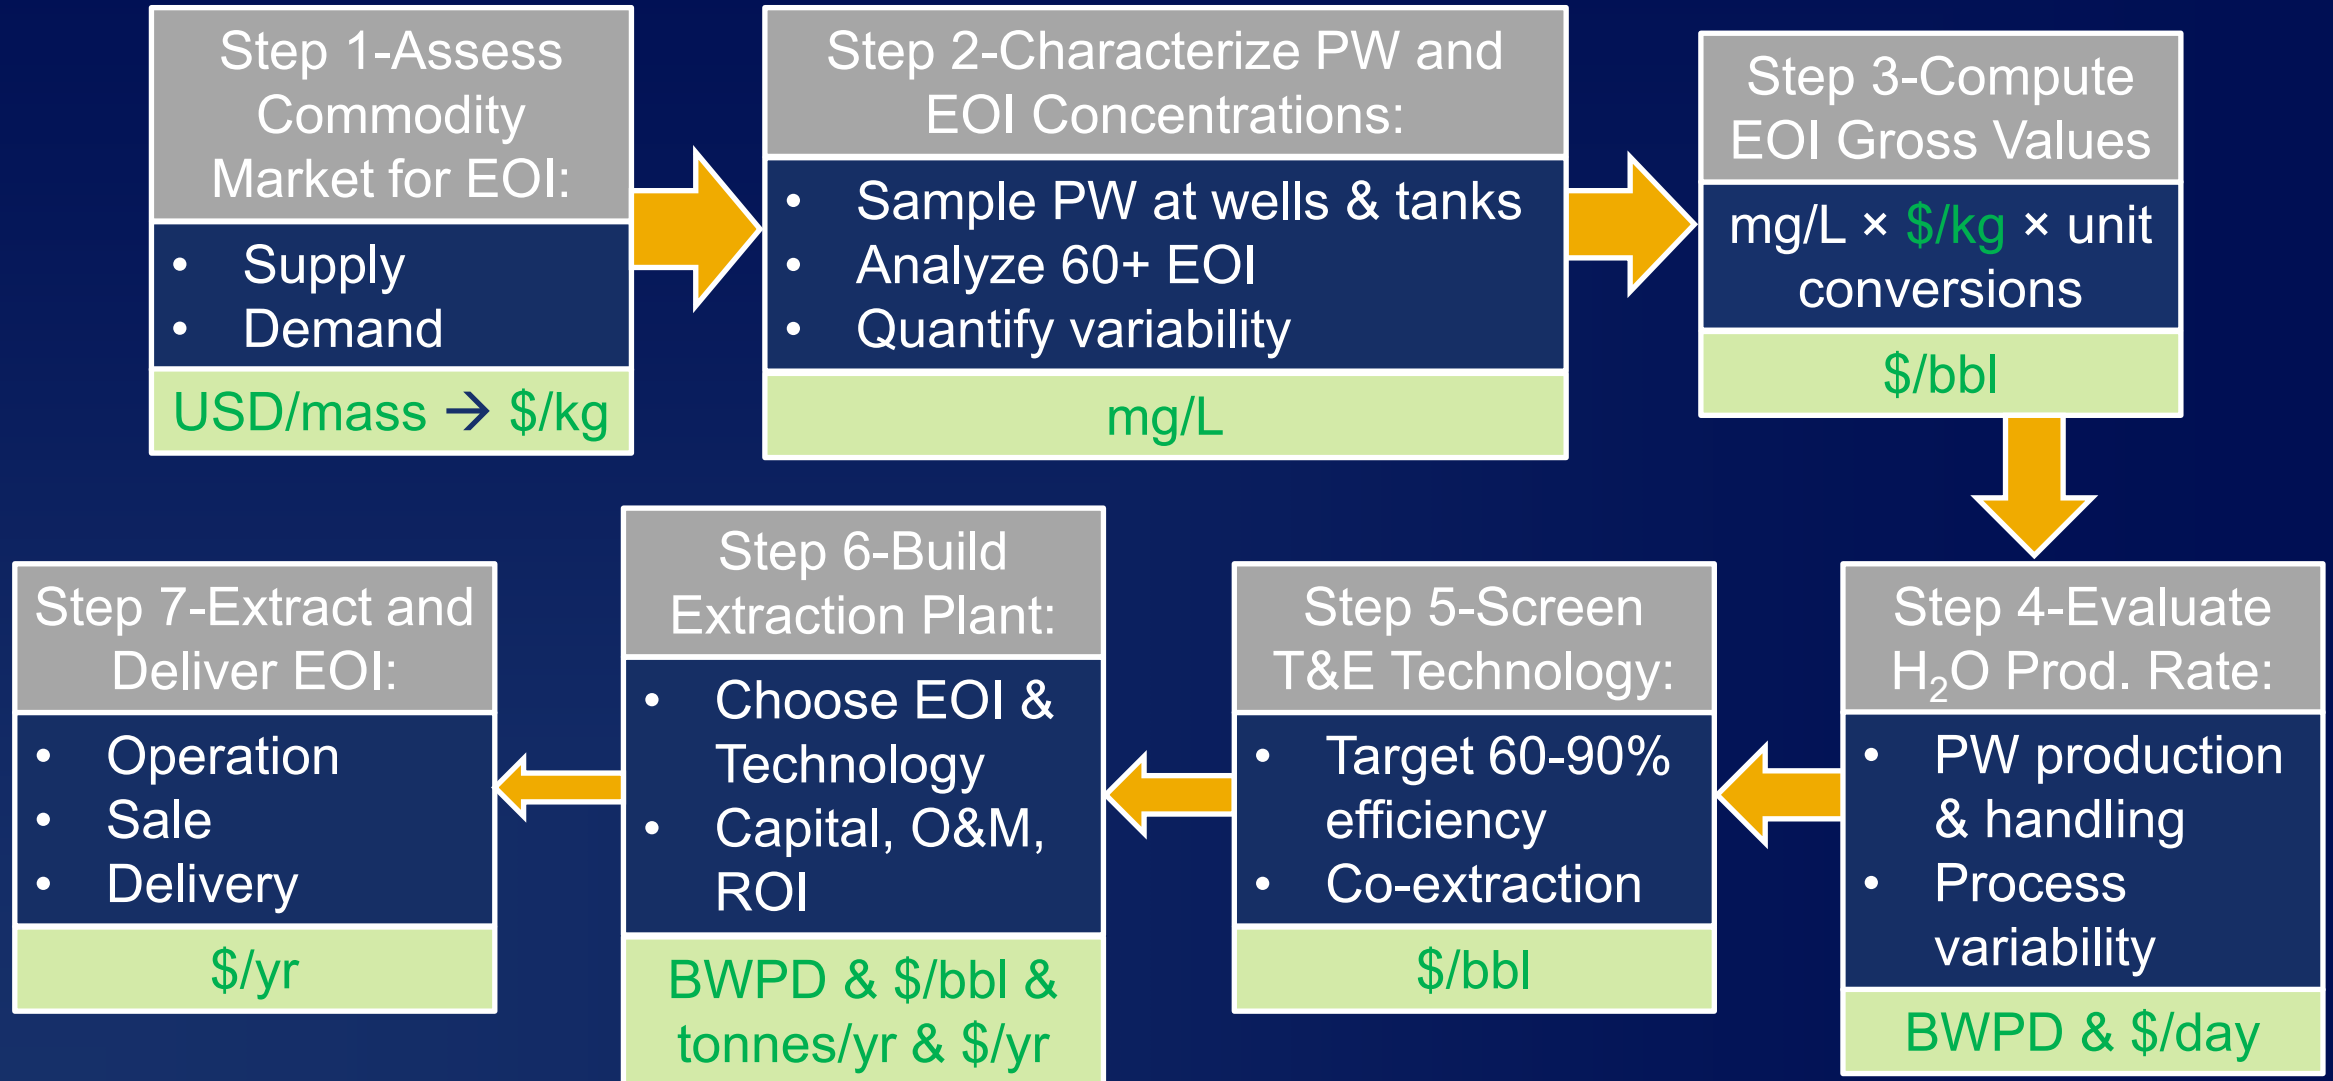 Step 1-Assess
Commodity
Market for EOI:
• Supply
• Demand
USD/mass → $/kg
Step 2-Characterize PW and
EOI Concentrations:
• Sample PW at wells & tanks
• Analyze 60+ EOI
• Quantify variability
mg/L
Step 3-Compute
EOI Gross Values
mg/L × $/kg × unit
conversions
$/bbl
Step 4-Evaluate
H₂O Prod. Rate:
• PW production
& handling
• Process
variability
BWPD & $/day
Step 5-Screen
T&E Technology:
• Target 60-90%
efficiency
• Co-extraction
$/bbl
Step 6-Build
Extraction Plant:
• Choose EOI &
Technology
• Capital, O&M,
ROI
BWPD & $/bbl &
tonnes/yr & $/yr
Step 7-Extract and
Deliver EOI:
• Operation
• Sale
• Delivery
$/yr